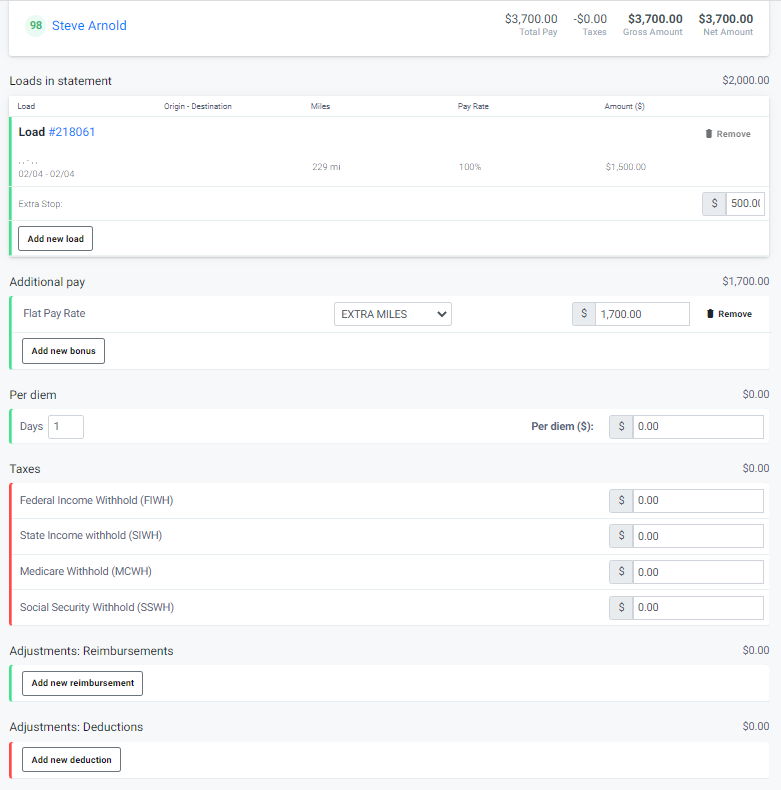 98 Steve Arnold $3,700.00 -$0.00 $3,700.00 $3,700.00
Total Pay Taxes Gross Amount Net Amount
Loads in statement $2,000.00
Load Origin - Destination Miles Pay Rate Amount ($)
Load #218061 Remove
, , - , ,
02/04 - 02/04 229 mi 100% $1,500.00
Extra Stop: $ 500.00
Add new load
Additional pay $1,700.00
Flat Pay Rate EXTRA MILES $ 1,700.00 Remove
Add new bonus
Per diem $0.00
Days 1 Per diem ($): $ 0.00
Taxes $0.00
Federal Income Withhold (FIWH) $ 0.00
State Income withhold (SIWH) $ 0.00
Medicare Withhold (MCWH) $ 0.00
Social Security Withhold (SSWH) $ 0.00
Adjustments: Reimbursements $0.00
Add new reimbursement
Adjustments: Deductions $0.00
Add new deduction